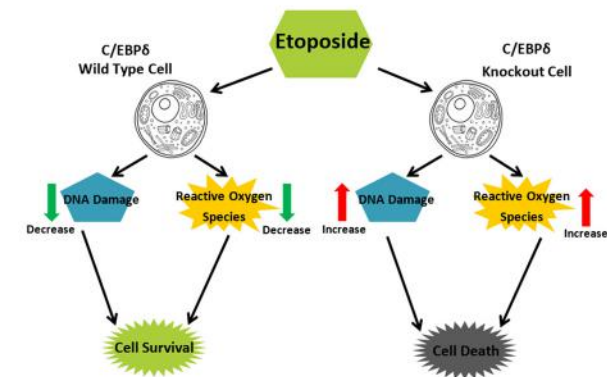 Etoposide
C/EBPδ
Wild Type Cell
C/EBPδ
Knockout Cell
DNA Damage
Decrease
Reactive Oxygen
Species
Decrease
DNA Damage
Increase
Reactive Oxygen
Species
Increase
Cell Survival
Cell Death